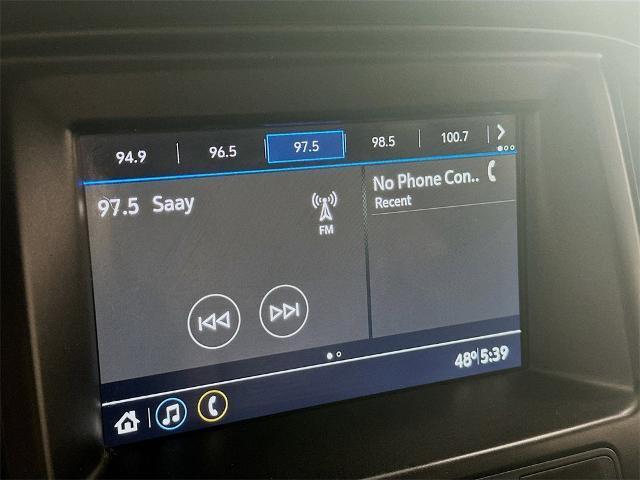 94.9 96.5 97.5 98.5 100.7
97.5 Saay
FM
No Phone Con..
Recent
48° 5:39